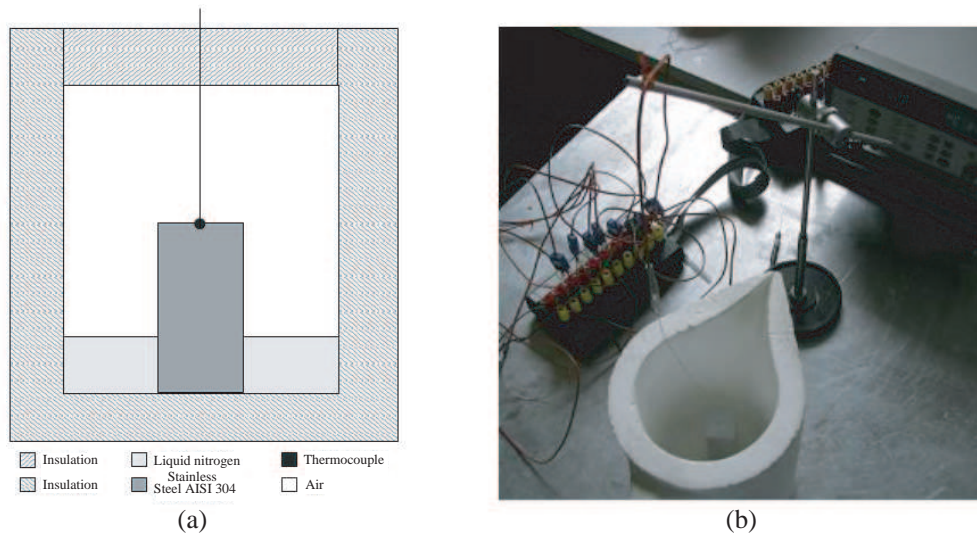 Insulation
Liquid nitrogen
Thermocouple
Insulation
Stainless
Steel AISI 304
Air
(a)
(b)